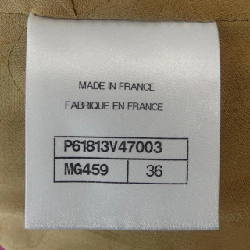 MADE IN FRANCE
FABRIQUE EN FRANCE
P61813V47003
MG459 36